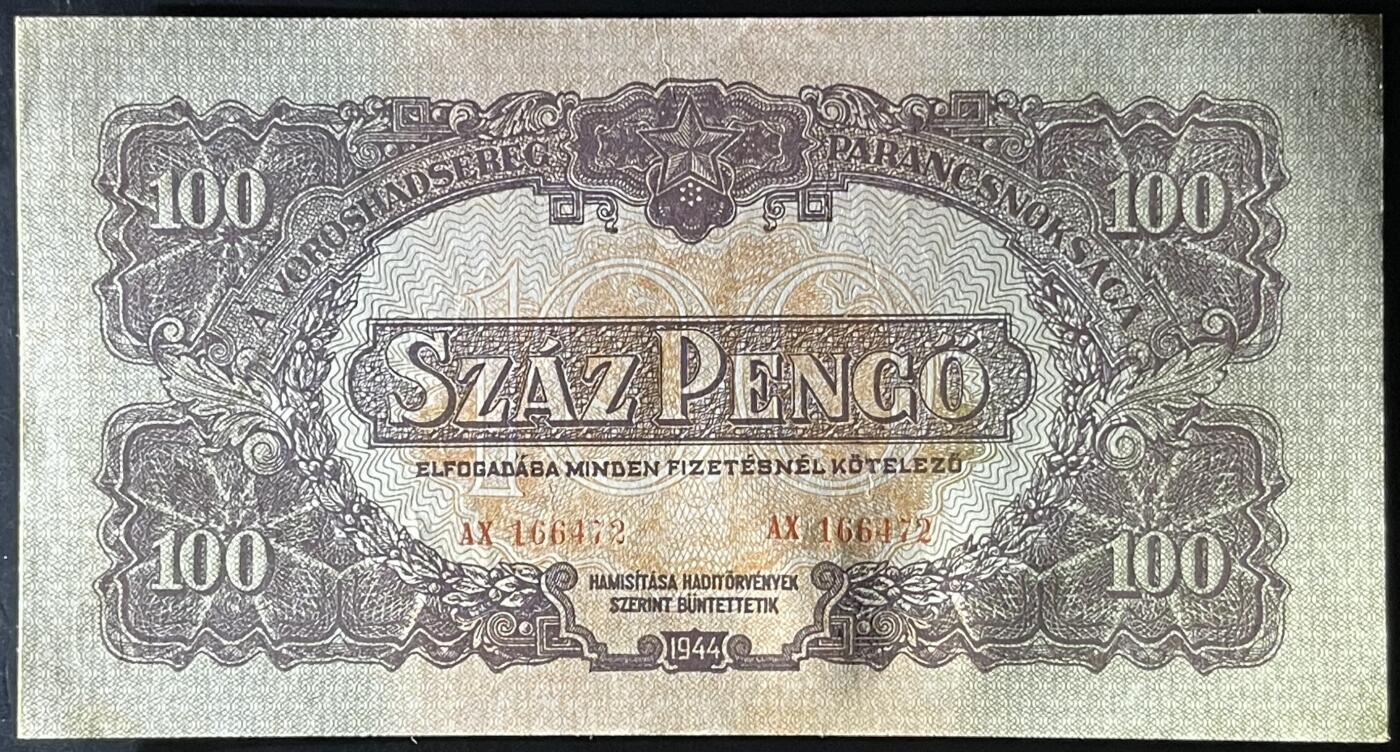 A VÖRÖSHADSEREG PARANCSNOKSÁGA
100 100
100
SZÁZ PENGŐ
ELFOGADÁSA MINDEN FIZETÉSNÉL KÖTELEZŐ
AX 166472 AX 166472
100 100
HAMISÍTÁSA HADITÖRVÉNYEK
SZERINT BÜNTETTETIK
1944